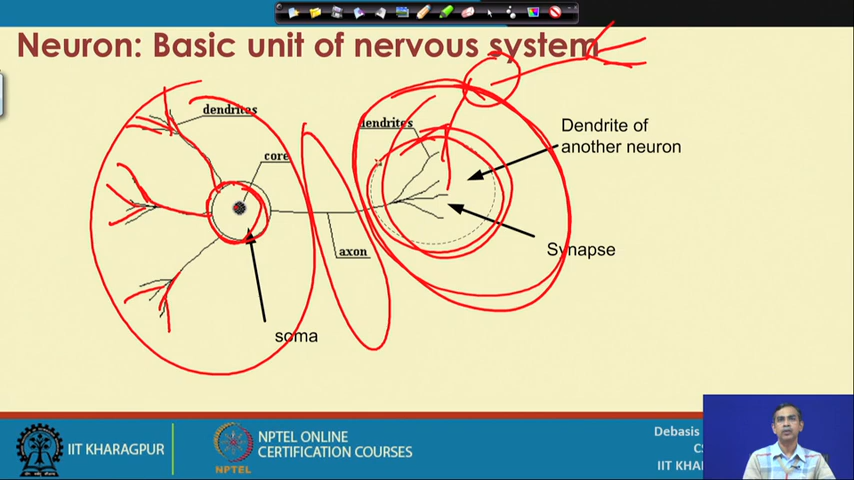 Neuron: Basic unit of nervous system
dendrites
core
axon
soma
dendrites
Dendrite of
another neuron
Synapse
IIT KHARAGPUR
NPTEL
NPTEL ONLINE
CERTIFICATION COURSES
Debasis
IIT